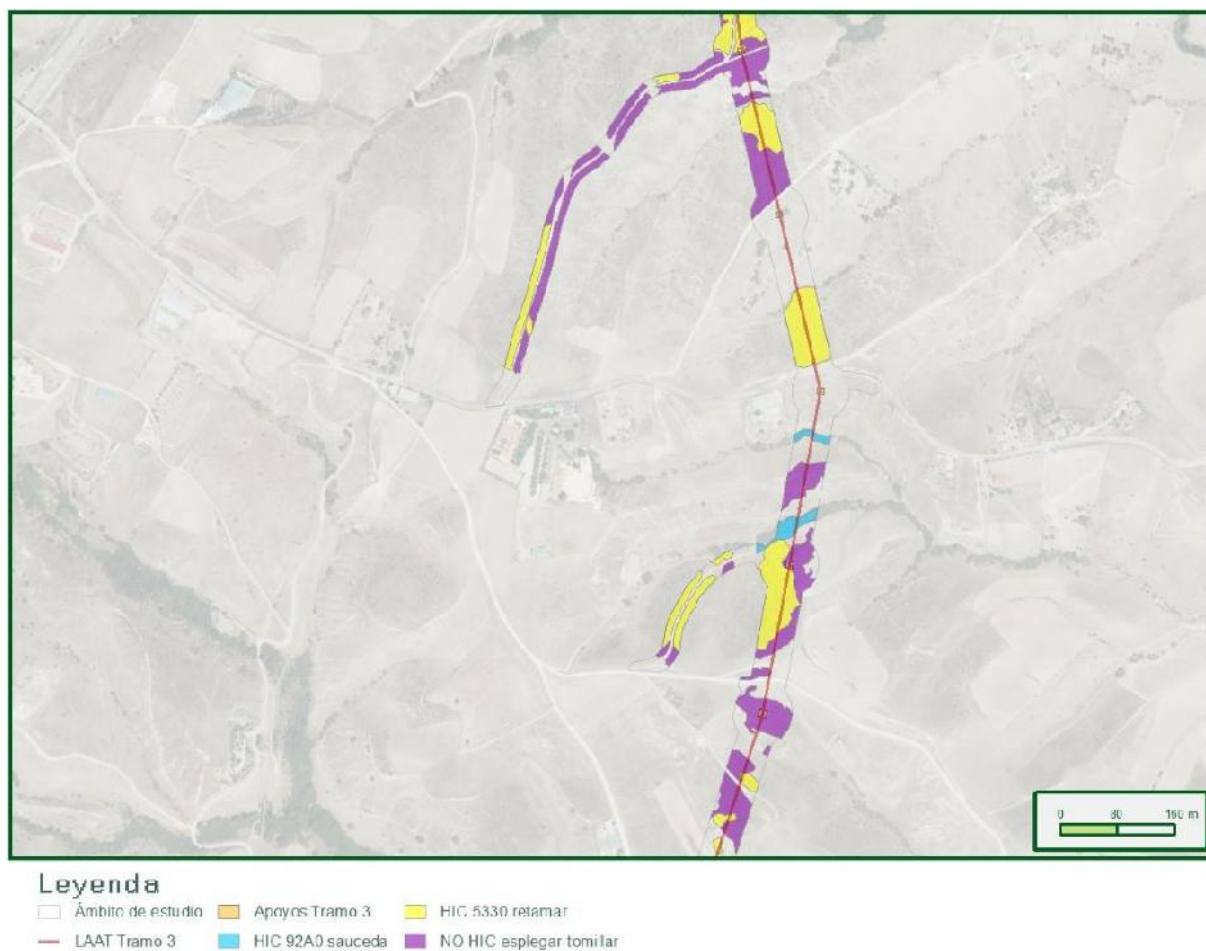 0 80 160 m
Leyenda
Ámbito de estudio Apoyos Tramo 3 HIC 5330 retamar
LAAT Tramo 3 HIC 92A0 sauceda NO HIC esplegar tomillar